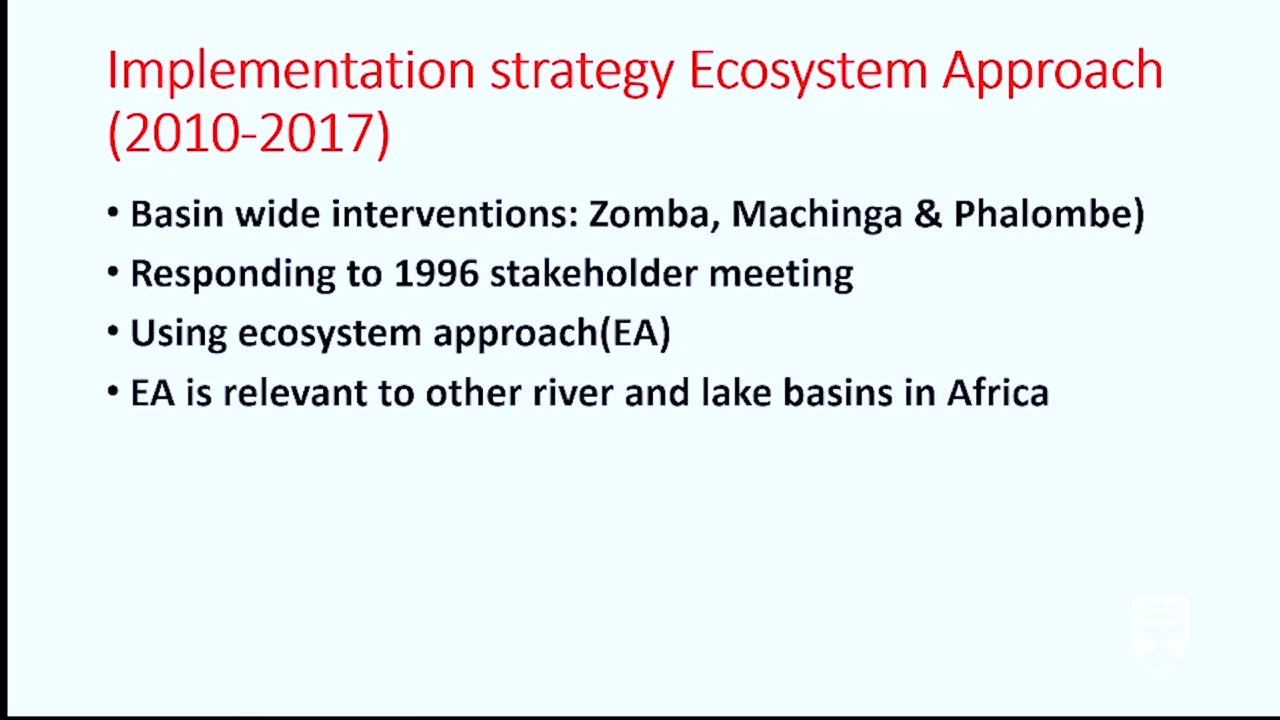 Implementation strategy Ecosystem Approach
(2010-2017)
• Basin wide interventions: Zomba, Machinga & Phalombe)
• Responding to 1996 stakeholder meeting
• Using ecosystem approach(EA)
• EA is relevant to other river and lake basins in Africa